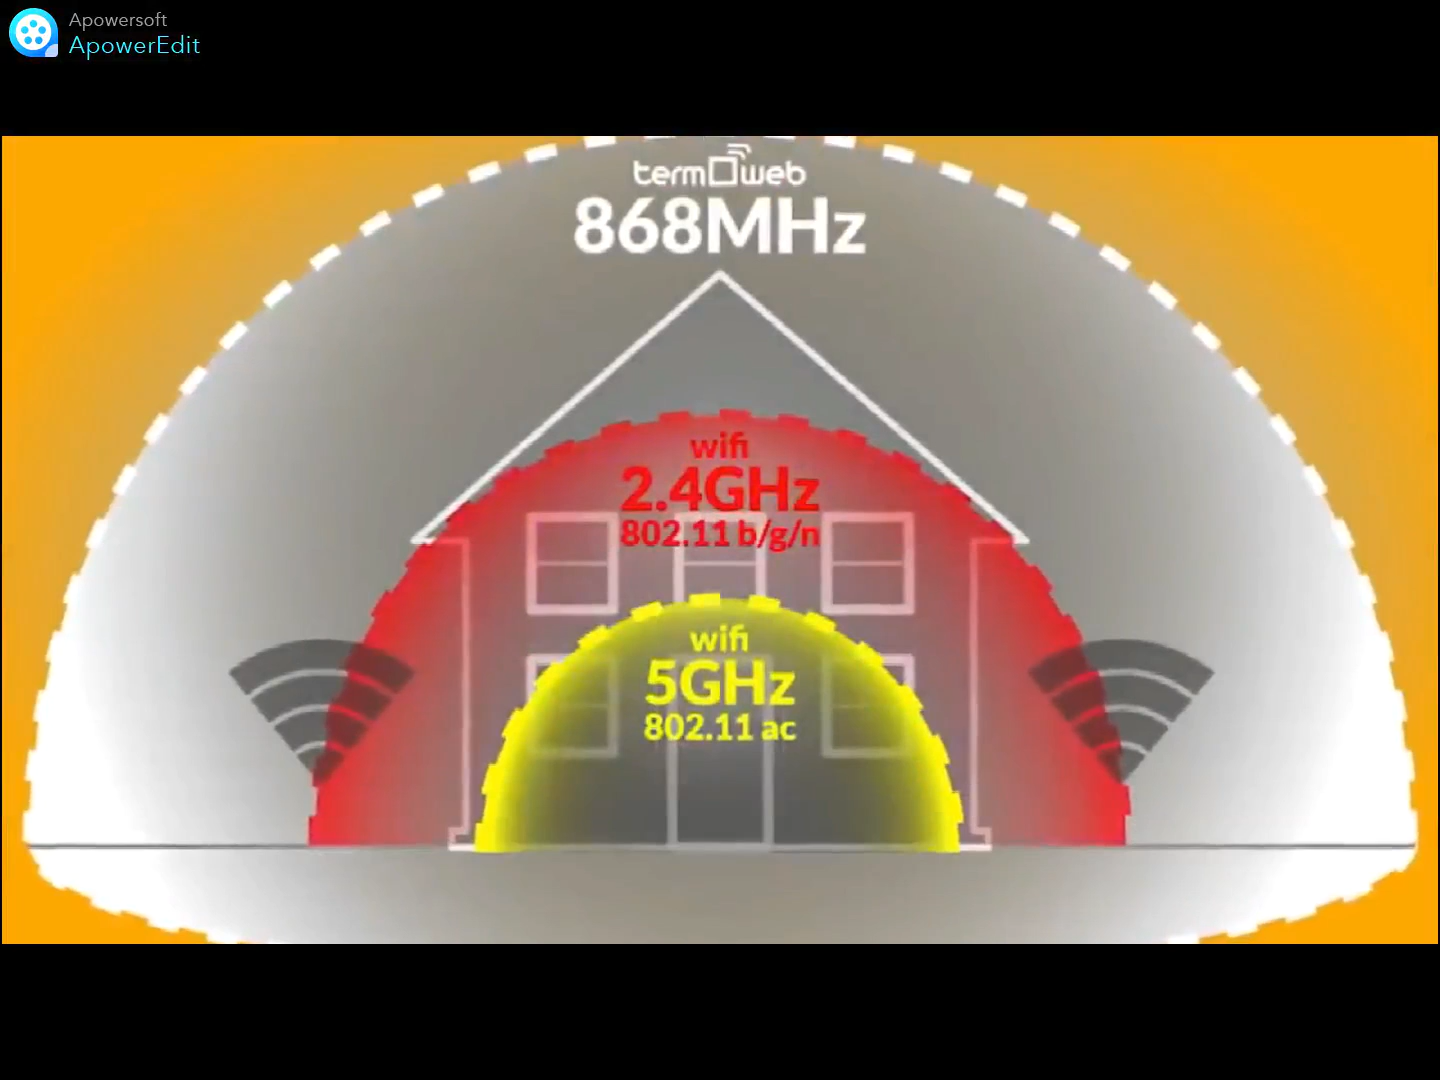 Apowersoft
ApowerEdit
termoweb
868MHz
wifi
2.4GHz
802.11 b/g/n
wifi
5GHz
802.11 ac